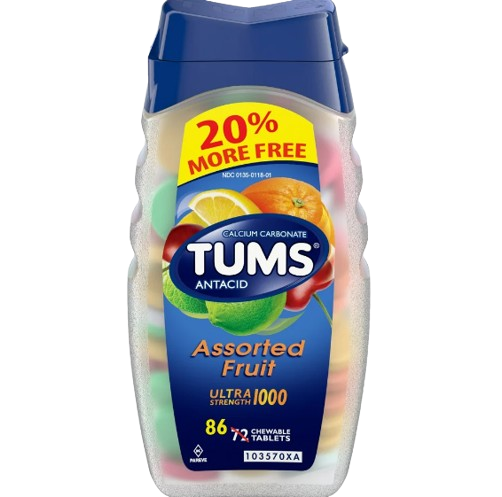 20%
MORE FREE
NDC 0135-0118-01
CALCIUM CARBONATE
TUMS®
ANTACID
Assorted
Fruit
ULTRA
STRENGTH 1000
86 72 CHEWABLE
TABLETS
PAREVE
103570XA